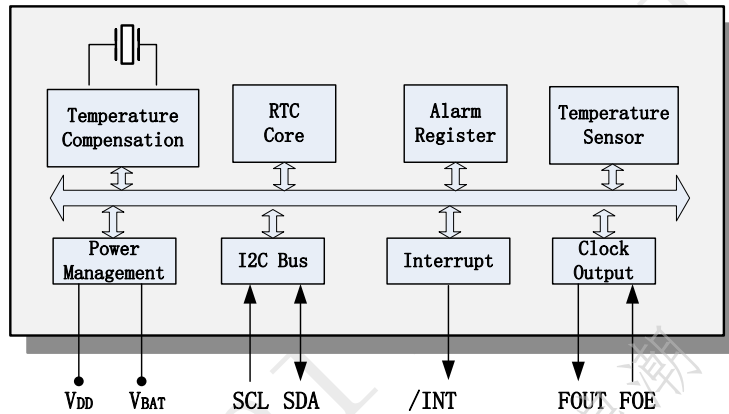 Temperature
Compensation
RTC
Core
Alarm
Register
Temperature
Sensor
Power
Management
I2C Bus
Interrupt
Clock
Output
VDD VBAT SCL SDA /INT FOUT FOE
潮